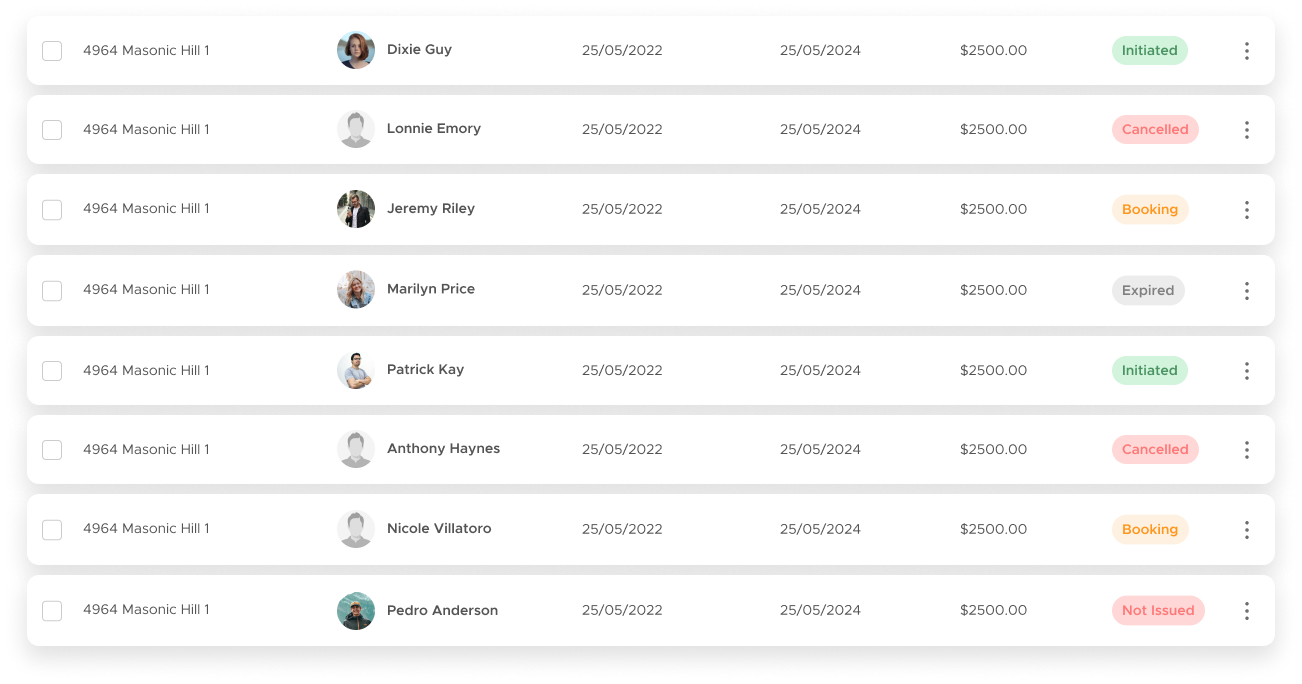 4964 Masonic Hill 1 Dixie Guy 25/05/2022 25/05/2024 $2500.00 Initiated
4964 Masonic Hill 1 Lonnie Emory 25/05/2022 25/05/2024 $2500.00 Cancelled
4964 Masonic Hill 1 Jeremy Riley 25/05/2022 25/05/2024 $2500.00 Booking
4964 Masonic Hill 1 Marilyn Price 25/05/2022 25/05/2024 $2500.00 Expired
4964 Masonic Hill 1 Patrick Kay 25/05/2022 25/05/2024 $2500.00 Initiated
4964 Masonic Hill 1 Anthony Haynes 25/05/2022 25/05/2024 $2500.00 Cancelled
4964 Masonic Hill 1 Nicole Villatoro 25/05/2022 25/05/2024 $2500.00 Booking
4964 Masonic Hill 1 Pedro Anderson 25/05/2022 25/05/2024 $2500.00 Not Issued